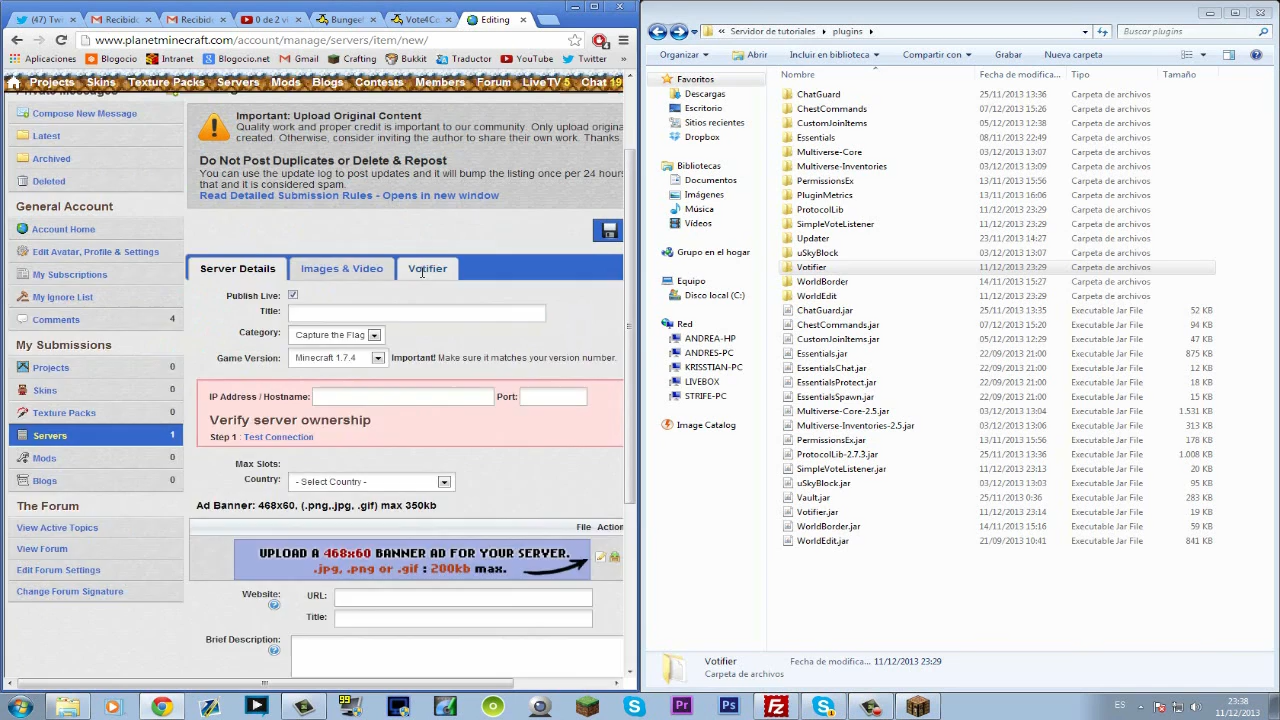 (47) Tw
Recibid
Recibid
0 de 2 vi
Bungee
Vote4Co
Editing
www.planetminecraft.com/account/manage/servers/item/new/
Aplicaciones
Blogocio
Intranet
Blogocio.net
Gmail
Crafting
Bukkit
Traductor
YouTube
Twitter
»
Projects
Skins
Texture Packs
Servers
Mods
Blogs
Contests
Members
Forum
LiveTV 5
Chat 19
Private Messages
Compose New Message
Latest
Archived
Deleted
General Account
Account Home
Edit Avatar, Profile & Settings
My Subscriptions
My Ignore List
Comments 4
My Submissions
Projects 0
Skins 0
Texture Packs 0
Servers 1
Mods 0
Blogs 0
The Forum
View Active Topics
View Forum
Edit Forum Settings
Change Forum Signature
Important: Upload Original Content
Quality work and proper credit is important to our community. Only upload origina
created. Otherwise, consider inviting the author to share their own work. Thanks.
Do Not Post Duplicates or Delete & Repost
You can use the update log to post updates and it will bump the listing once per 24 hours
that and it is considered spam.
Read Detailed Submission Rules - Opens in new window
Server Details
Images & Video
Votifier
Publish Live:
Title:
Category: Capture the Flag
Game Version: Minecraft 1.7.4 Important! Make sure it matches your version number.
IP Address / Hostname: Port:
Verify server ownership
Step 1 : Test Connection
Max Slots:
Country: - Select Country -
Ad Banner: 468x60, (.png,.jpg, .gif) max 350kb
File Action
UPLOAD A 468x60 BANNER AD FOR YOUR SERVER.
.jpg, .png or .gif : 200kb max.
Website: URL:
Title:
Brief Description:
« Servidor de tutoriales ▸ plugins ▸
Buscar plugins
Organizar
Abrir
Incluir en biblioteca
Compartir con
Grabar
Nueva carpeta
Favoritos
Descargas
Escritorio
Sitios recientes
Dropbox
Bibliotecas
Documentos
Imágenes
Música
Vídeos
Grupo en el hogar
Equipo
Disco local (C:)
Red
ANDREA-HP
ANDRES-PC
KRISSTIAN-PC
LIVEBOX
STRIFE-PC
Image Catalog
Nombre Fecha de modifica... Tipo Tamaño
ChatGuard 25/11/2013 13:36 Carpeta de archivos
ChestCommands 07/12/2013 15:26 Carpeta de archivos
CustomJoinItems 05/12/2013 12:38 Carpeta de archivos
Essentials 08/11/2013 22:49 Carpeta de archivos
Multiverse-Core 03/12/2013 13:07 Carpeta de archivos
Multiverse-Inventories 03/12/2013 13:09 Carpeta de archivos
PermissionsEx 13/11/2013 15:56 Carpeta de archivos
PluginMetrics 13/11/2013 16:06 Carpeta de archivos
ProtocolLib 11/12/2013 23:29 Carpeta de archivos
SimpleVoteListener 11/12/2013 23:29 Carpeta de archivos
Updater 23/11/2013 14:27 Carpeta de archivos
uSkyBlock 03/12/2013 13:07 Carpeta de archivos
Votifier 11/12/2013 23:29 Carpeta de archivos
WorldBorder 14/11/2013 15:27 Carpeta de archivos
WorldEdit 11/12/2013 23:29 Carpeta de archivos
ChatGuard.jar 25/11/2013 13:35 Executable Jar File 52 KB
ChestCommands.jar 07/12/2013 15:20 Executable Jar File 94 KB
CustomJoinItems.jar 05/12/2013 12:34 Executable Jar File 47 KB
Essentials.jar 22/09/2013 21:00 Executable Jar File 875 KB
EssentialsChat.jar 22/09/2013 21:00 Executable Jar File 12 KB
EssentialsProtect.jar 22/09/2013 21:00 Executable Jar File 18 KB
EssentialsSpawn.jar 22/09/2013 21:00 Executable Jar File 15 KB
Multiverse-Core-2.5.jar 03/12/2013 13:04 Executable Jar File 1.531 KB
Multiverse-Inventories-2.5.jar 03/12/2013 13:04 Executable Jar File 313 KB
PermissionsEx.jar 13/11/2013 15:56 Executable Jar File 178 KB
ProtocolLib-2.7.3.jar 25/11/2013 13:36 Executable Jar File 1.008 KB
SimpleVoteListener.jar 11/12/2013 23:13 Executable Jar File 32 KB
uSkyBlock.jar 03/12/2013 13:03 Executable Jar File 95 KB
Vault.jar 25/11/2013 0:36 Executable Jar File 283 KB
Votifier.jar 11/12/2013 23:14 Executable Jar File 19 KB
WorldBorder.jar 14/11/2013 15:16 Executable Jar File 59 KB
WorldEdit.jar 21/09/2013 10:41 Executable Jar File 841 KB
Votifier Fecha de modifica... 11/12/2013 23:29
Carpeta de archivos
99
Pr
Ps
Fz
ES
23:38
11/12/2013